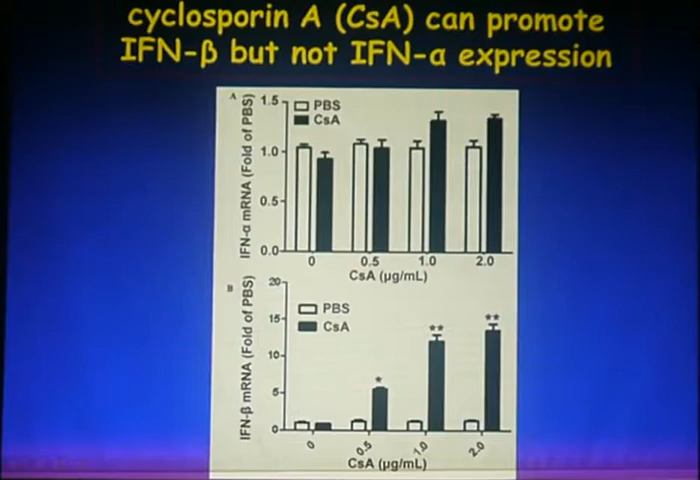 cyclosporin A (CsA) can promote
IFN-β but not IFN-α expression
A
IFN-α mRNA (Fold of PBS)
1.5
1.0
0.5
0.0
PBS
CsA
0
0.5
1.0
2.0
CsA (µg/mL)
B
IFN-β mRNA (Fold of PBS)
20
15
10
5
0
PBS
CsA
*
**
**
0
0.5
1.0
2.0
CsA (µg/mL)